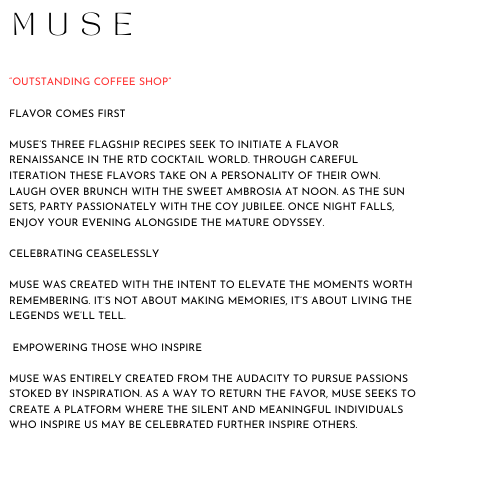 MUSE
"OUTSTANDING COFFEE SHOP"
FLAVOR COMES FIRST
MUSE'S THREE FLAGSHIP RECIPES SEEK TO INITIATE A FLAVOR
RENAISSANCE IN THE RTD COCKTAIL WORLD. THROUGH CAREFUL
ITERATION THESE FLAVORS TAKE ON A PERSONALITY OF THEIR OWN.
LAUGH OVER BRUNCH WITH THE SWEET AMBROSIA AT NOON. AS THE SUN
SETS, PARTY PASSIONATELY WITH THE COY JUBILEE. ONCE NIGHT FALLS,
ENJOY YOUR EVENING ALONGSIDE THE MATURE ODYSSEY.
CELEBRATING CEASELESSLY
MUSE WAS CREATED WITH THE INTENT TO ELEVATE THE MOMENTS WORTH
REMEMBERING. IT'S NOT ABOUT MAKING MEMORIES, IT'S ABOUT LIVING THE
LEGENDS WE'LL TELL.
EMPOWERING THOSE WHO INSPIRE
MUSE WAS ENTIRELY CREATED FROM THE AUDACITY TO PURSUE PASSIONS
STOKED BY INSPIRATION. AS A WAY TO RETURN THE FAVOR, MUSE SEEKS TO
CREATE A PLATFORM WHERE THE SILENT AND MEANINGFUL INDIVIDUALS
WHO INSPIRE US MAY BE CELEBRATED FURTHER INSPIRE OTHERS.